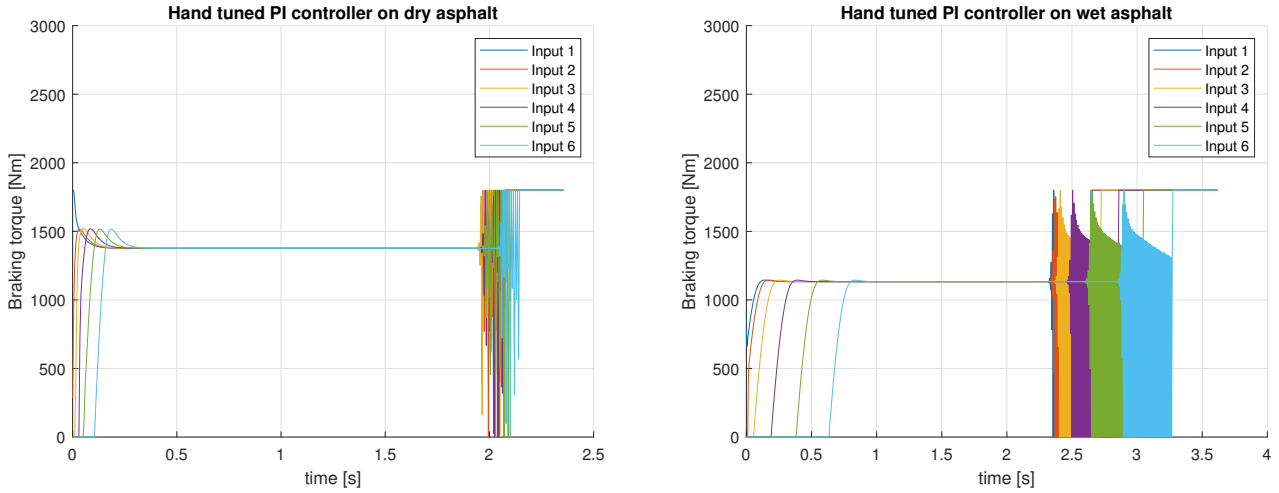 Hand tuned PI controller on dry asphalt
3000
2500
2000
1500
1000
500
0
Braking torque [Nm]
0
0.5
1
1.5
2
2.5
time [s]
Input 1
Input 2
Input 3
Input 4
Input 5
Input 6
Hand tuned PI controller on wet asphalt
3000
2500
2000
1500
1000
500
0
Braking torque [Nm]
0
0.5
1
1.5
2
2.5
3
3.5
4
time [s]
Input 1
Input 2
Input 3
Input 4
Input 5
Input 6